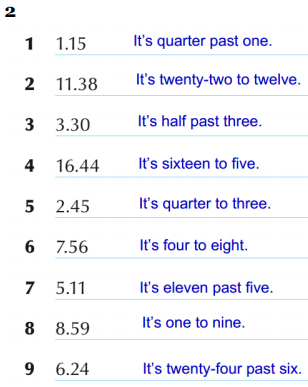 2
1 1.15 It's quarter past one.
2 11.38 It's twenty-two to twelve.
3 3.30 It's half past three.
4 16.44 It's sixteen to five.
5 2.45 It's quarter to three.
6 7.56 It's four to eight.
7 5.11 It's eleven past five.
8 8.59 It's one to nine.
9 6.24 It's twenty-four past six.